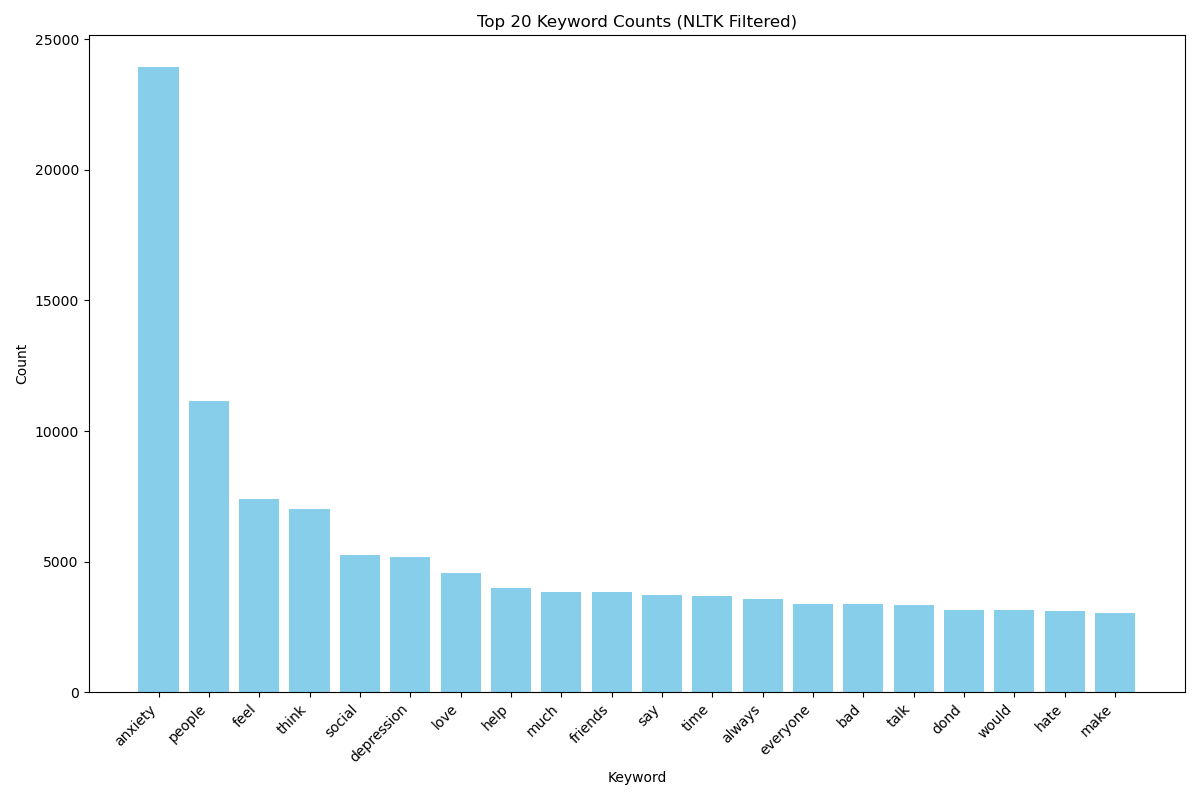 Top 20 Keyword Counts (NLTK Filtered)
25000
20000
15000
10000
5000
0
Count
anxiety
people
feel
think
social
depression
love
help
much
friends
say
time
always
everyone
bad
talk
dond
would
hate
make
Keyword